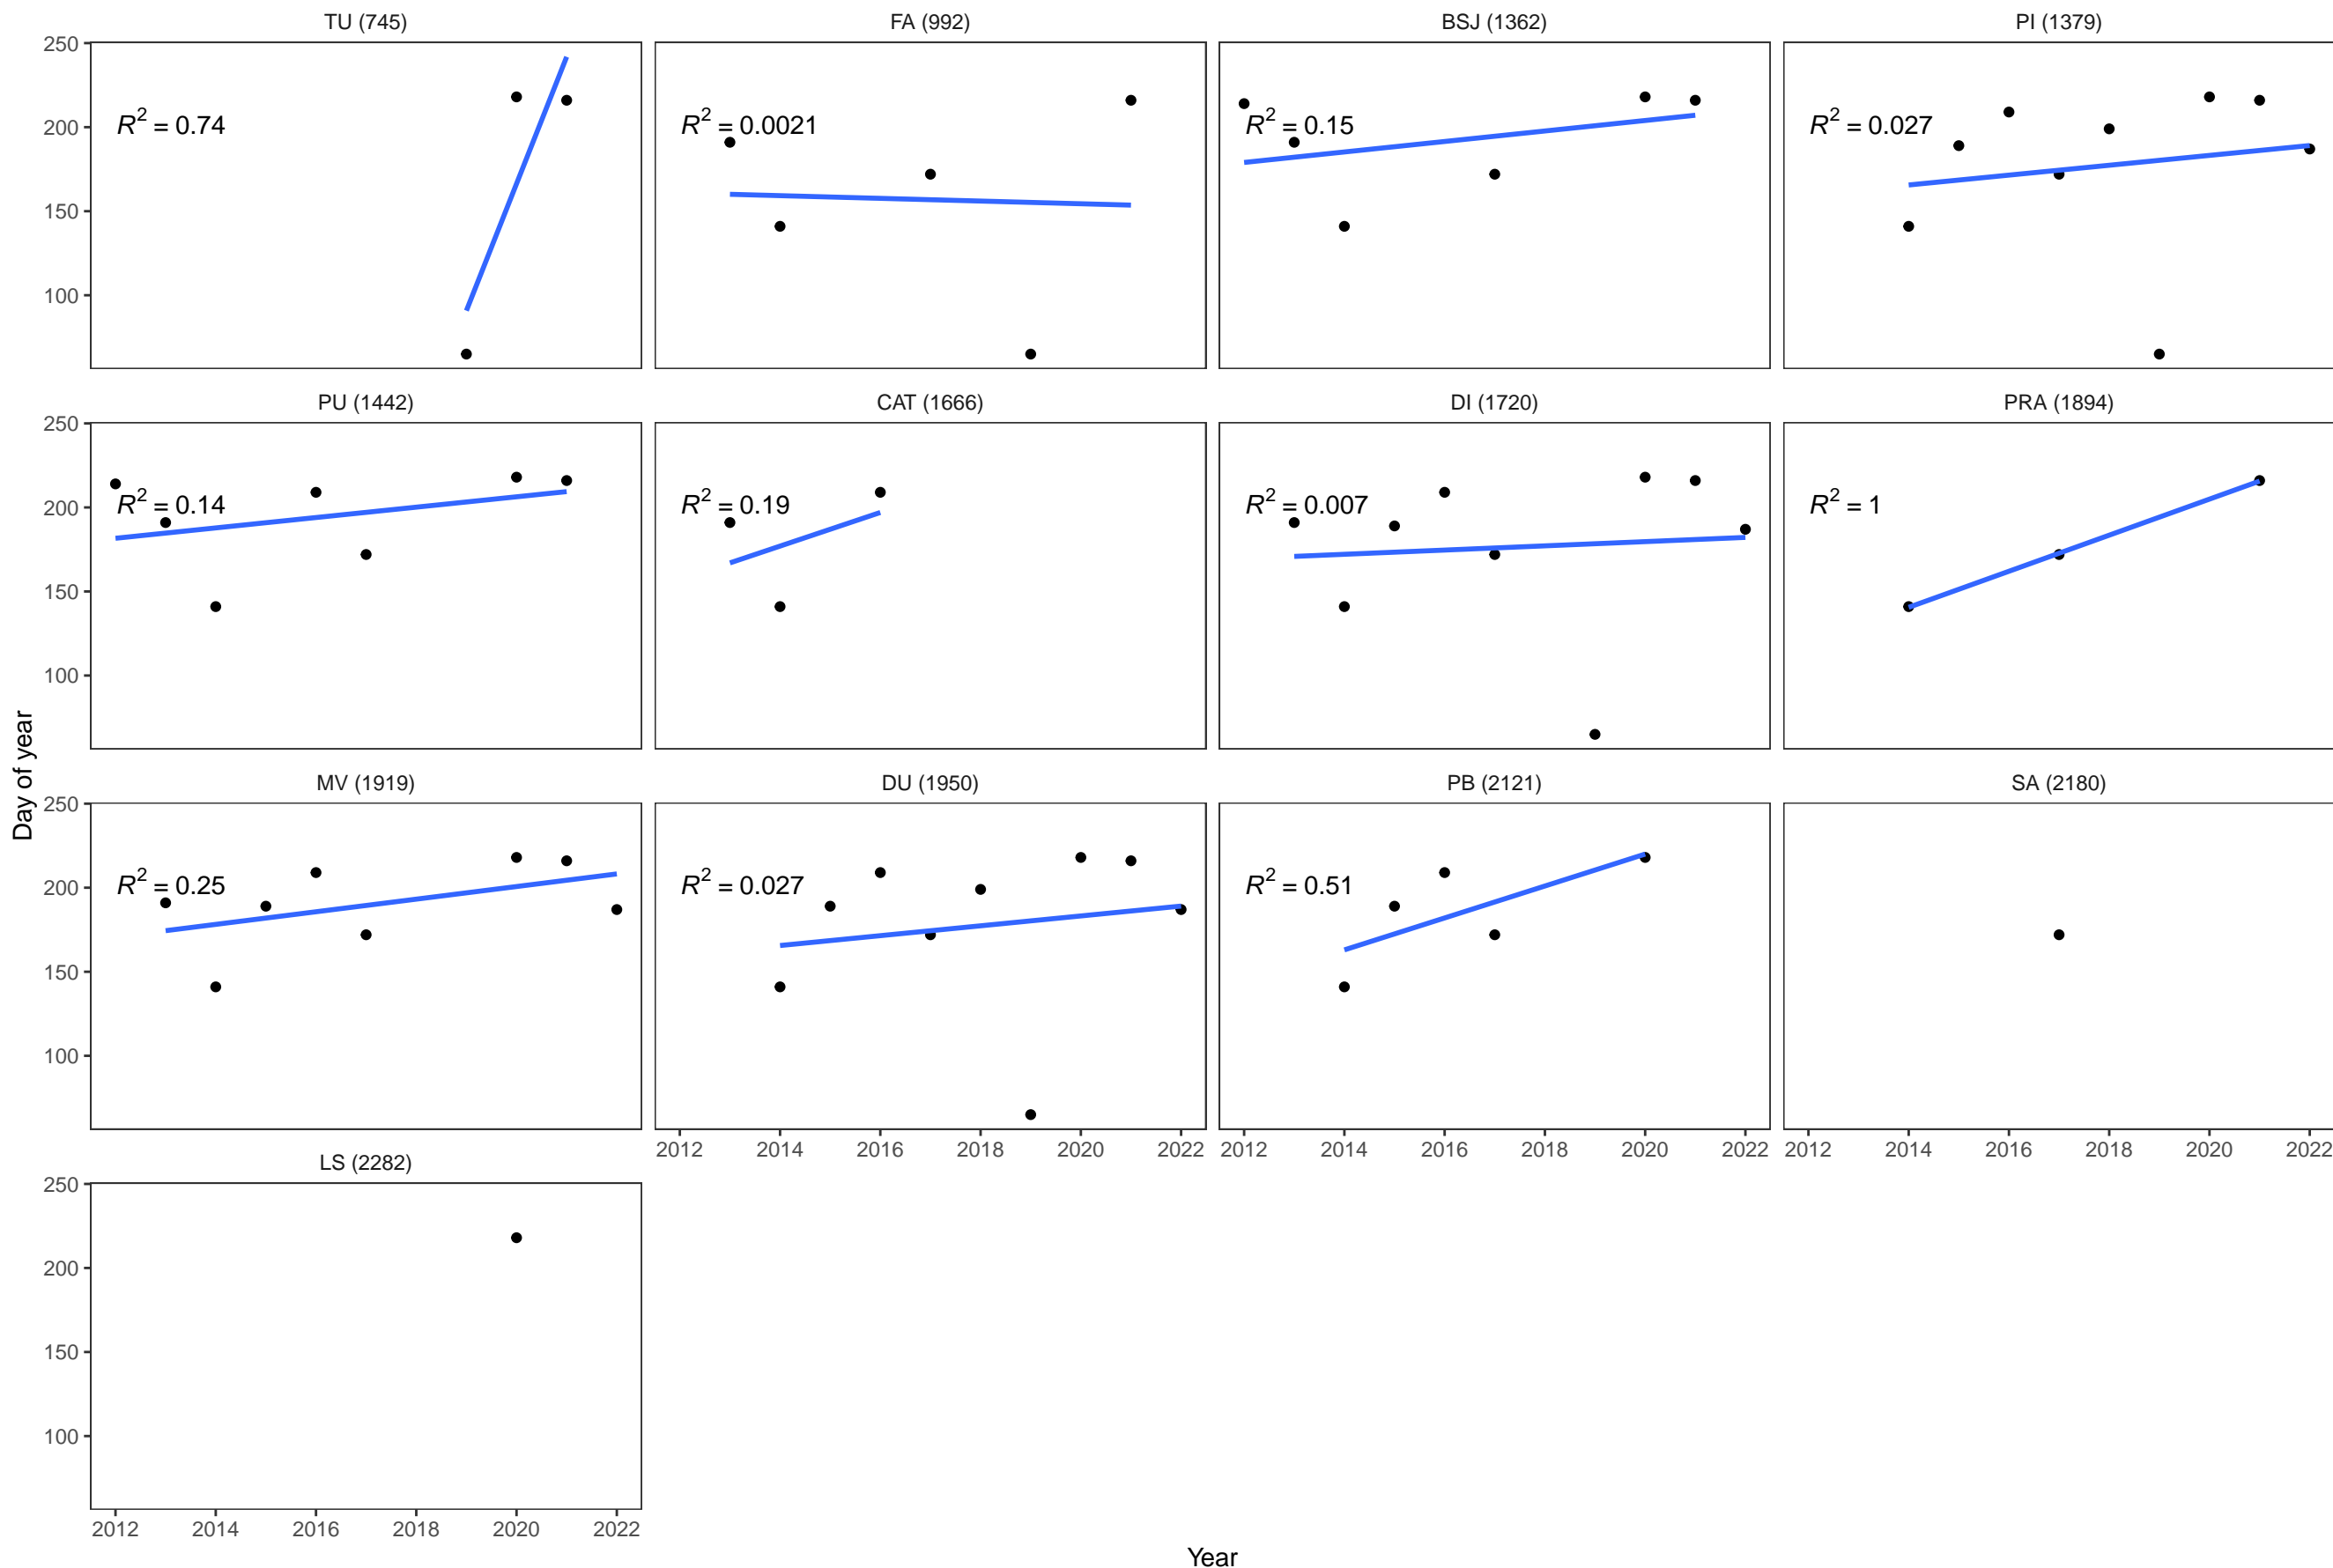 TU (745)
FA (992)
BSJ (1362)
PI (1379)
250
200
150
100
R² = 0.74
R² = 0.0021
R² = 0.15
R² = 0.027
PU (1442)
CAT (1666)
DI (1720)
PRA (1894)
250
200
150
100
R² = 0.14
R² = 0.19
R² = 0.007
R² = 1
Day of year
MV (1919)
DU (1950)
PB (2121)
SA (2180)
250
200
150
100
R² = 0.25
R² = 0.027
R² = 0.51
2012 2014 2016 2018 2020 2022
2012 2014 2016 2018 2020 2022
2012 2014 2016 2018 2020 2022
LS (2282)
250
200
150
100
2012 2014 2016 2018 2020 2022
Year